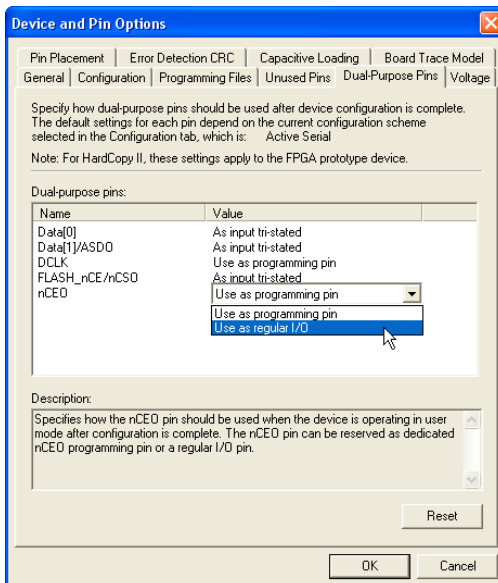 Device and Pin Options
Pin Placement Error Detection CRC Capacitive Loading Board Trace Model
General Configuration Programming Files Unused Pins Dual-Purpose Pins Voltage
Specify how dual-purpose pins should be used after device configuration is complete.
The default settings for each pin depend on the current configuration scheme
selected in the Configuration tab, which is: Active Serial
Note: For HardCopy II, these settings apply to the FPGA prototype device.
Dual-purpose pins:
Name Value
Data[0] As input tri-stated
Data[1]/ASDO As input tri-stated
DCLK Use as programming pin
FLASH_nCE/nCSO As input tri-stated
nCEO Use as programming pin
Use as programming pin
Use as regular I/O
Description:
Specifies how the nCEO pin should be used when the device is operating in user
mode after configuration is complete. The nCEO pin can be reserved as dedicated
nCEO programming pin or a regular I/O pin.
Reset
OK Cancel